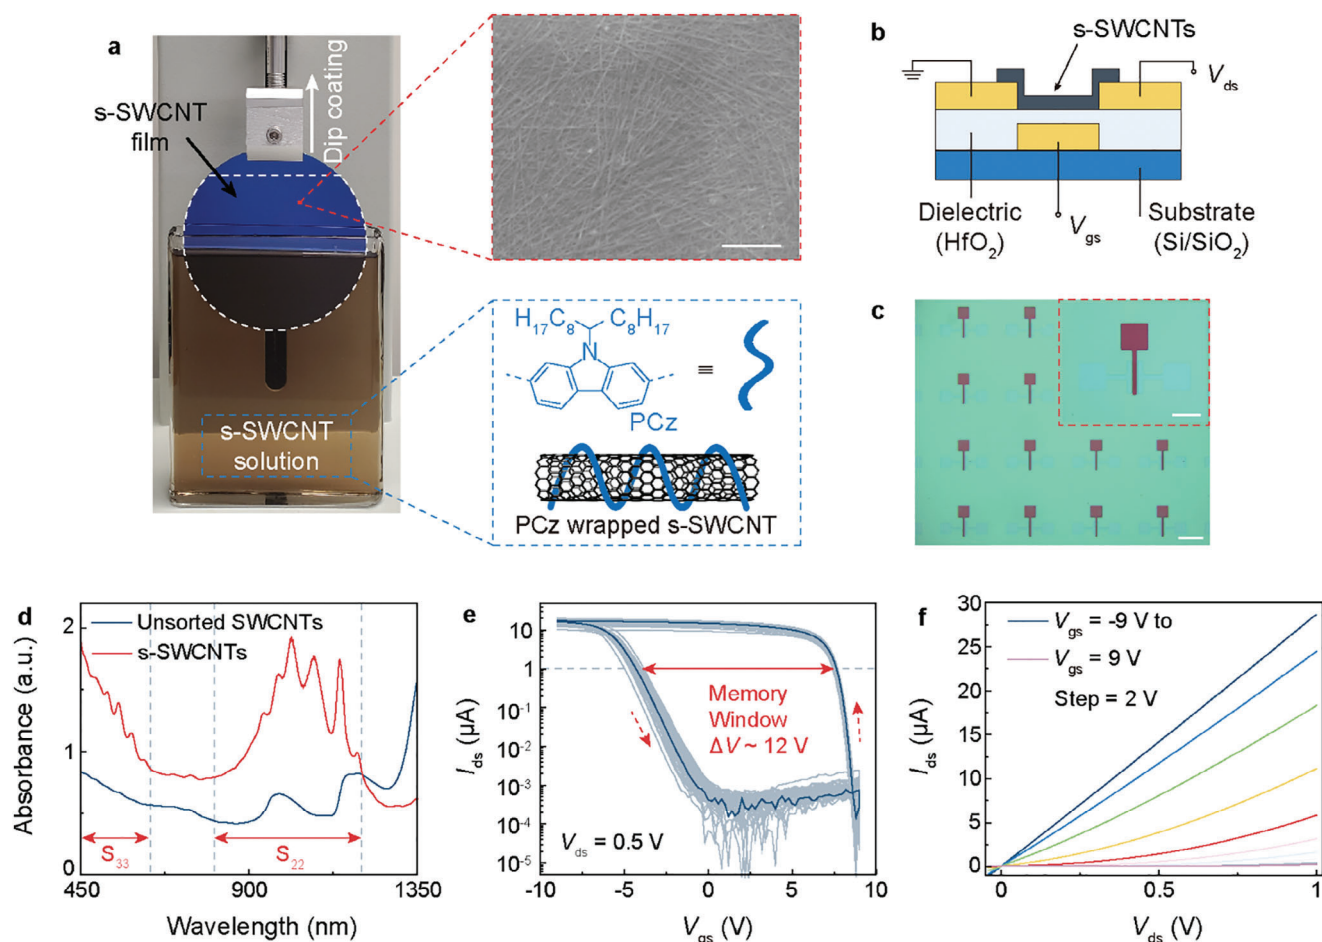 a
s-SWCNT
film
Dip coating
s-SWCNT
solution
H17C8 C8H17
N
≡
PCz
PCz wrapped s-SWCNT
b
s-SWCNTs
Vds
Dielectric
(HfO2)
Vgs
Substrate
(Si/SiO2)
c
d
Unsorted SWCNTs
s-SWCNTs
Absorbance (a.u.)
2
1
0
S33
S22
450
900
1350
Wavelength (nm)
e
Ids (µA)
10
1
10-1
10-2
10-3
10-4
10-5
Memory
Window
ΔV ~ 12 V
Vds = 0.5 V
-10
-5
0
5
10
Vgs (V)
f
Vgs = -9 V to
Vgs = 9 V
Step = 2 V
Ids (µA)
30
25
20
15
10
5
0
0
0.5
1
Vds (V)